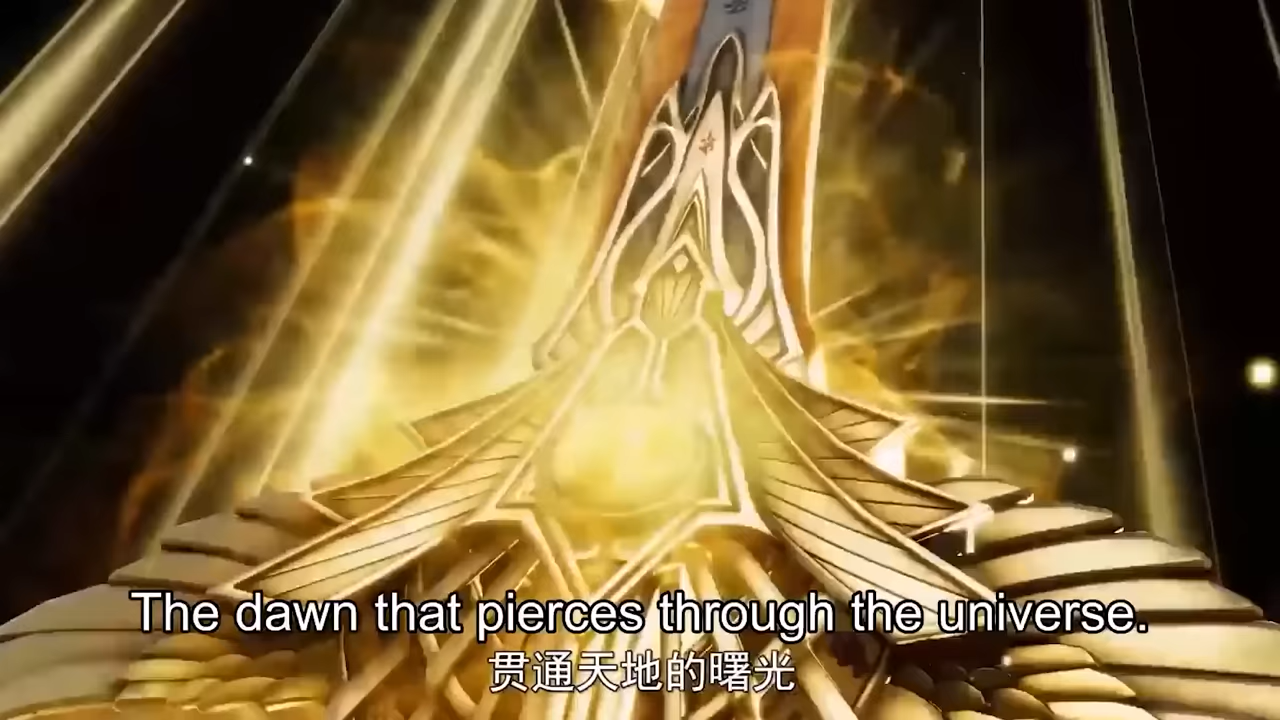 The dawn that pierces through the universe.
贯通天地的曙光